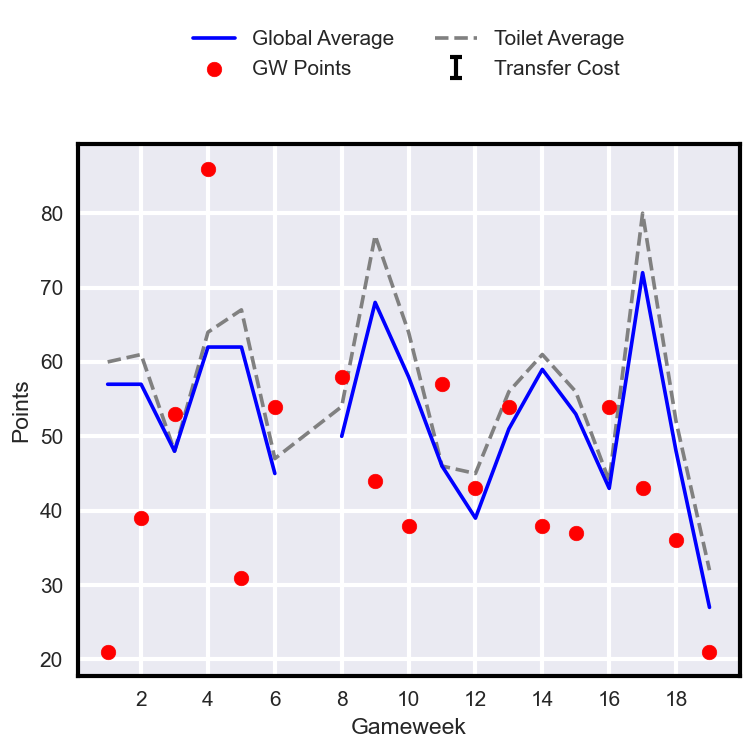 Global Average
Toilet Average
GW Points
Transfer Cost
80
70
60
50
40
30
20
Points
2 4 6 8 10 12 14 16 18
Gameweek